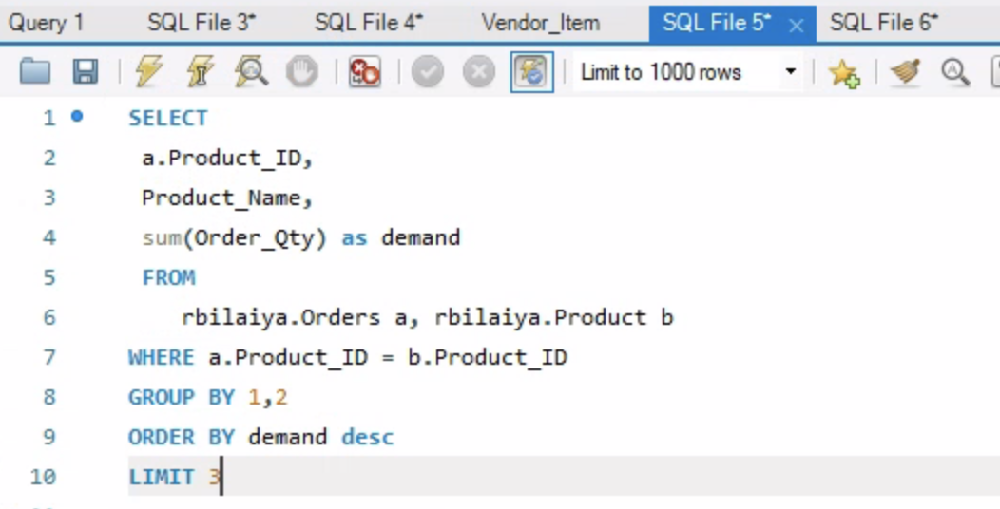 Query 1 SQL File 3* SQL File 4* Vendor_Item SQL File 5* SQL File 6*
Limit to 1000 rows
1 SELECT
2 a.Product_ID,
3 Product_Name,
4 sum(Order_Qty) as demand
5 FROM
6 rbilaiya.Orders a, rbilaiya.Product b
7 WHERE a.Product_ID = b.Product_ID
8 GROUP BY 1,2
9 ORDER BY demand desc
10 LIMIT 3